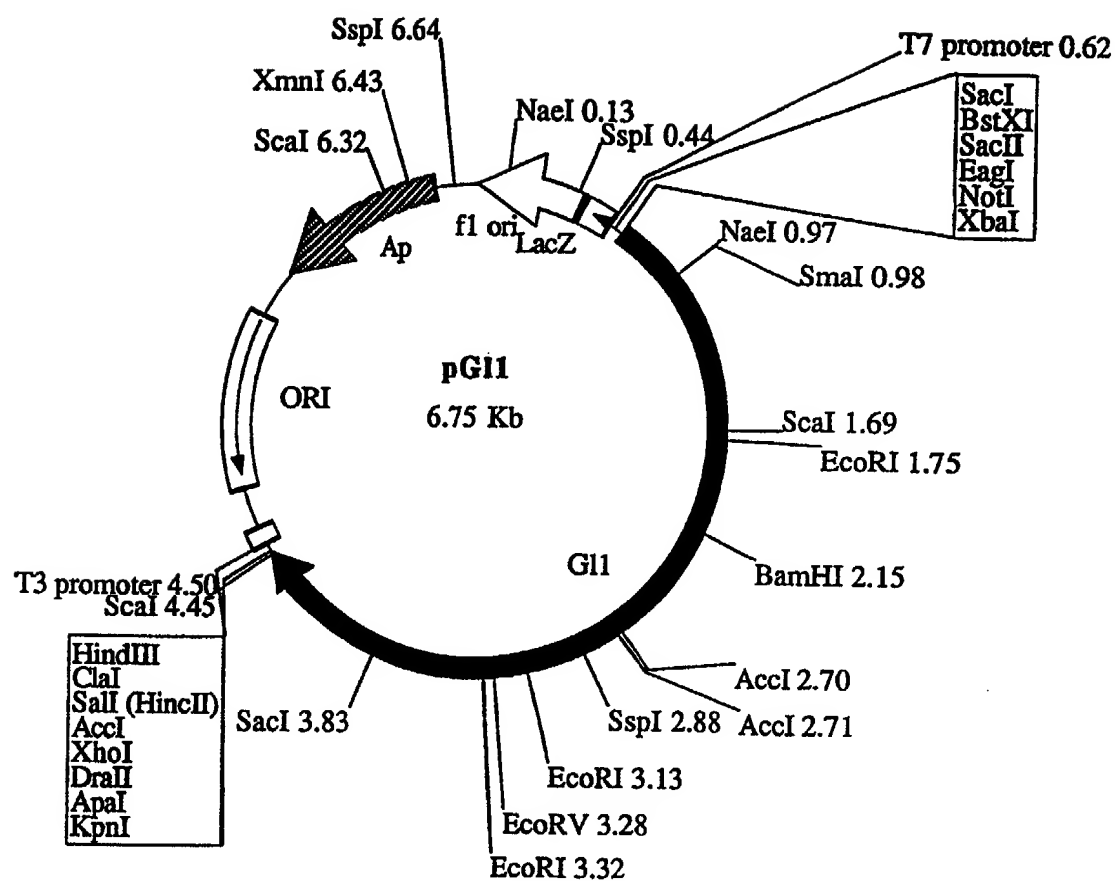 SspI 6.64
T7 promoter 0.62
XmnI 6.43
NaeI 0.13
SacI
BstXI
SacII
EagI
NotI
XbaI
ScaI 6.32
SspI 0.44
f1 ori
LacZ
Ap
NaeI 0.97
SmaI 0.98
pGl1
6.75 Kb
ORI
ScaI 1.69
EcoRI 1.75
Gl1
BamHI 2.15
T3 promoter 4.50
ScaI 4.45
HindIII
ClaI
SalI (HincII)
AccI
XhoI
DraII
ApaI
KpnI
AccI 2.70
AccI 2.71
SacI 3.83
SspI 2.88
EcoRI 3.13
EcoRV 3.28
EcoRI 3.32